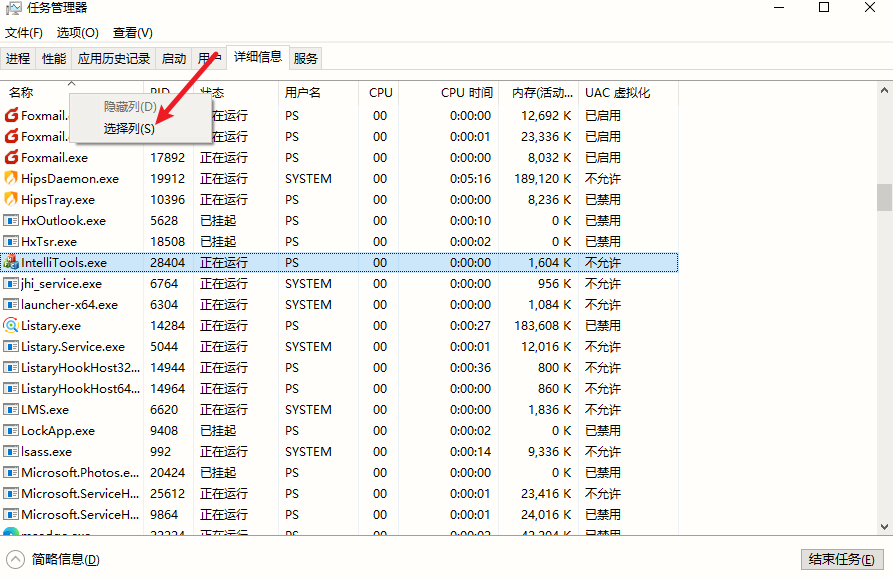 任务管理器
文件(F) 选项(O) 查看(V)
进程 性能 应用历史记录 启动 用户 详细信息 服务
名称 PID 状态 用户名 CPU CPU 时间 内存(活动... UAC 虚拟化
隐藏列(D)
选择列(S)
Foxmail. 正在运行 PS 00 0:00:00 12,692 K 已启用
Foxmail. 正在运行 PS 00 0:00:01 23,336 K 已启用
Foxmail.exe 17892 正在运行 PS 00 0:00:00 8,032 K 已启用
HipsDaemon.exe 19912 正在运行 SYSTEM 00 0:05:16 189,120 K 不允许
HipsTray.exe 10396 正在运行 PS 00 0:00:00 8,236 K 已禁用
HxOutlook.exe 5628 已挂起 PS 00 0:00:10 0 K 已禁用
HxTsr.exe 18508 已挂起 PS 00 0:00:02 0 K 已禁用
IntelliTools.exe 28404 正在运行 PS 00 0:00:00 1,604 K 不允许
jhi_service.exe 6764 正在运行 SYSTEM 00 0:00:00 956 K 不允许
launcher-x64.exe 6304 正在运行 SYSTEM 00 0:00:00 1,084 K 不允许
Listary.exe 14284 正在运行 PS 00 0:00:27 183,608 K 已禁用
Listary.Service.exe 5044 正在运行 SYSTEM 00 0:00:01 12,016 K 不允许
ListaryHookHost32... 14944 正在运行 PS 00 0:00:36 800 K 已禁用
ListaryHookHost64... 14964 正在运行 PS 00 0:00:00 860 K 已禁用
LMS.exe 6620 正在运行 SYSTEM 00 0:00:00 1,836 K 不允许
LockApp.exe 9408 已挂起 PS 00 0:00:02 0 K 已禁用
lsass.exe 992 正在运行 SYSTEM 00 0:00:14 9,336 K 不允许
Microsoft.Photos.e... 20424 已挂起 PS 00 0:00:00 0 K 已禁用
Microsoft.ServiceH... 25612 正在运行 PS 00 0:00:01 23,416 K 不允许
Microsoft.ServiceH... 9864 正在运行 PS 00 0:00:01 24,016 K 已禁用
简略信息(D) 结束任务(E)